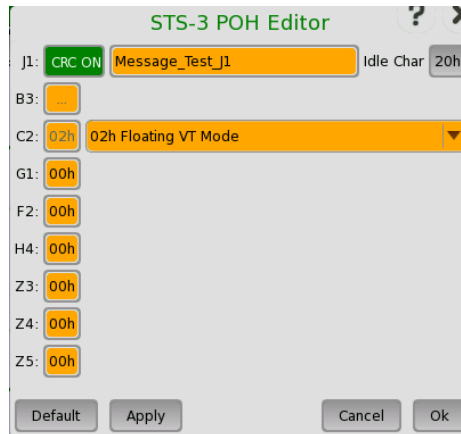 STS-3 POH Editor ?
J1: CRC ON Message_Test_J1 Idle Char 20h
B3: ...
C2: 02h 02h Floating VT Mode
G1: 00h
F2: 00h
H4: 00h
Z3: 00h
Z4: 00h
Z5: 00h
Default Apply Cancel Ok